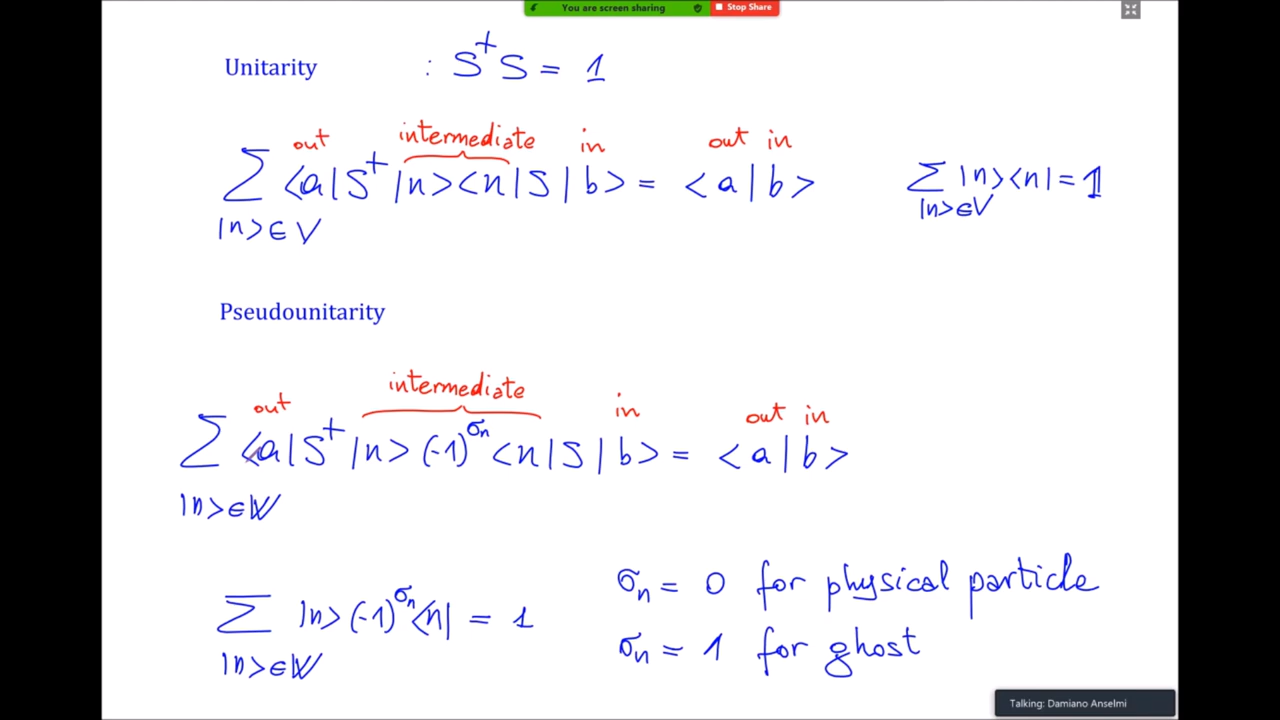 You are screen sharing Stop Share
Unitarity : S† S = 1
out intermediate in out in
∑ <a|S†|n><n|S|b> = <a|b> ∑ |n><n| = 1
|n>∈V |n>∈V
Pseudounitarity
intermediate
out in out in
∑ <a|S†|n>(-1)^σn <n|S|b> = <a|b>
|n>∈W
σn = 0 for physical particle
∑ |n>(-1)^σn <n| = 1
|n>∈W
σn = 1 for ghost
Talking: Damiano Anselmi